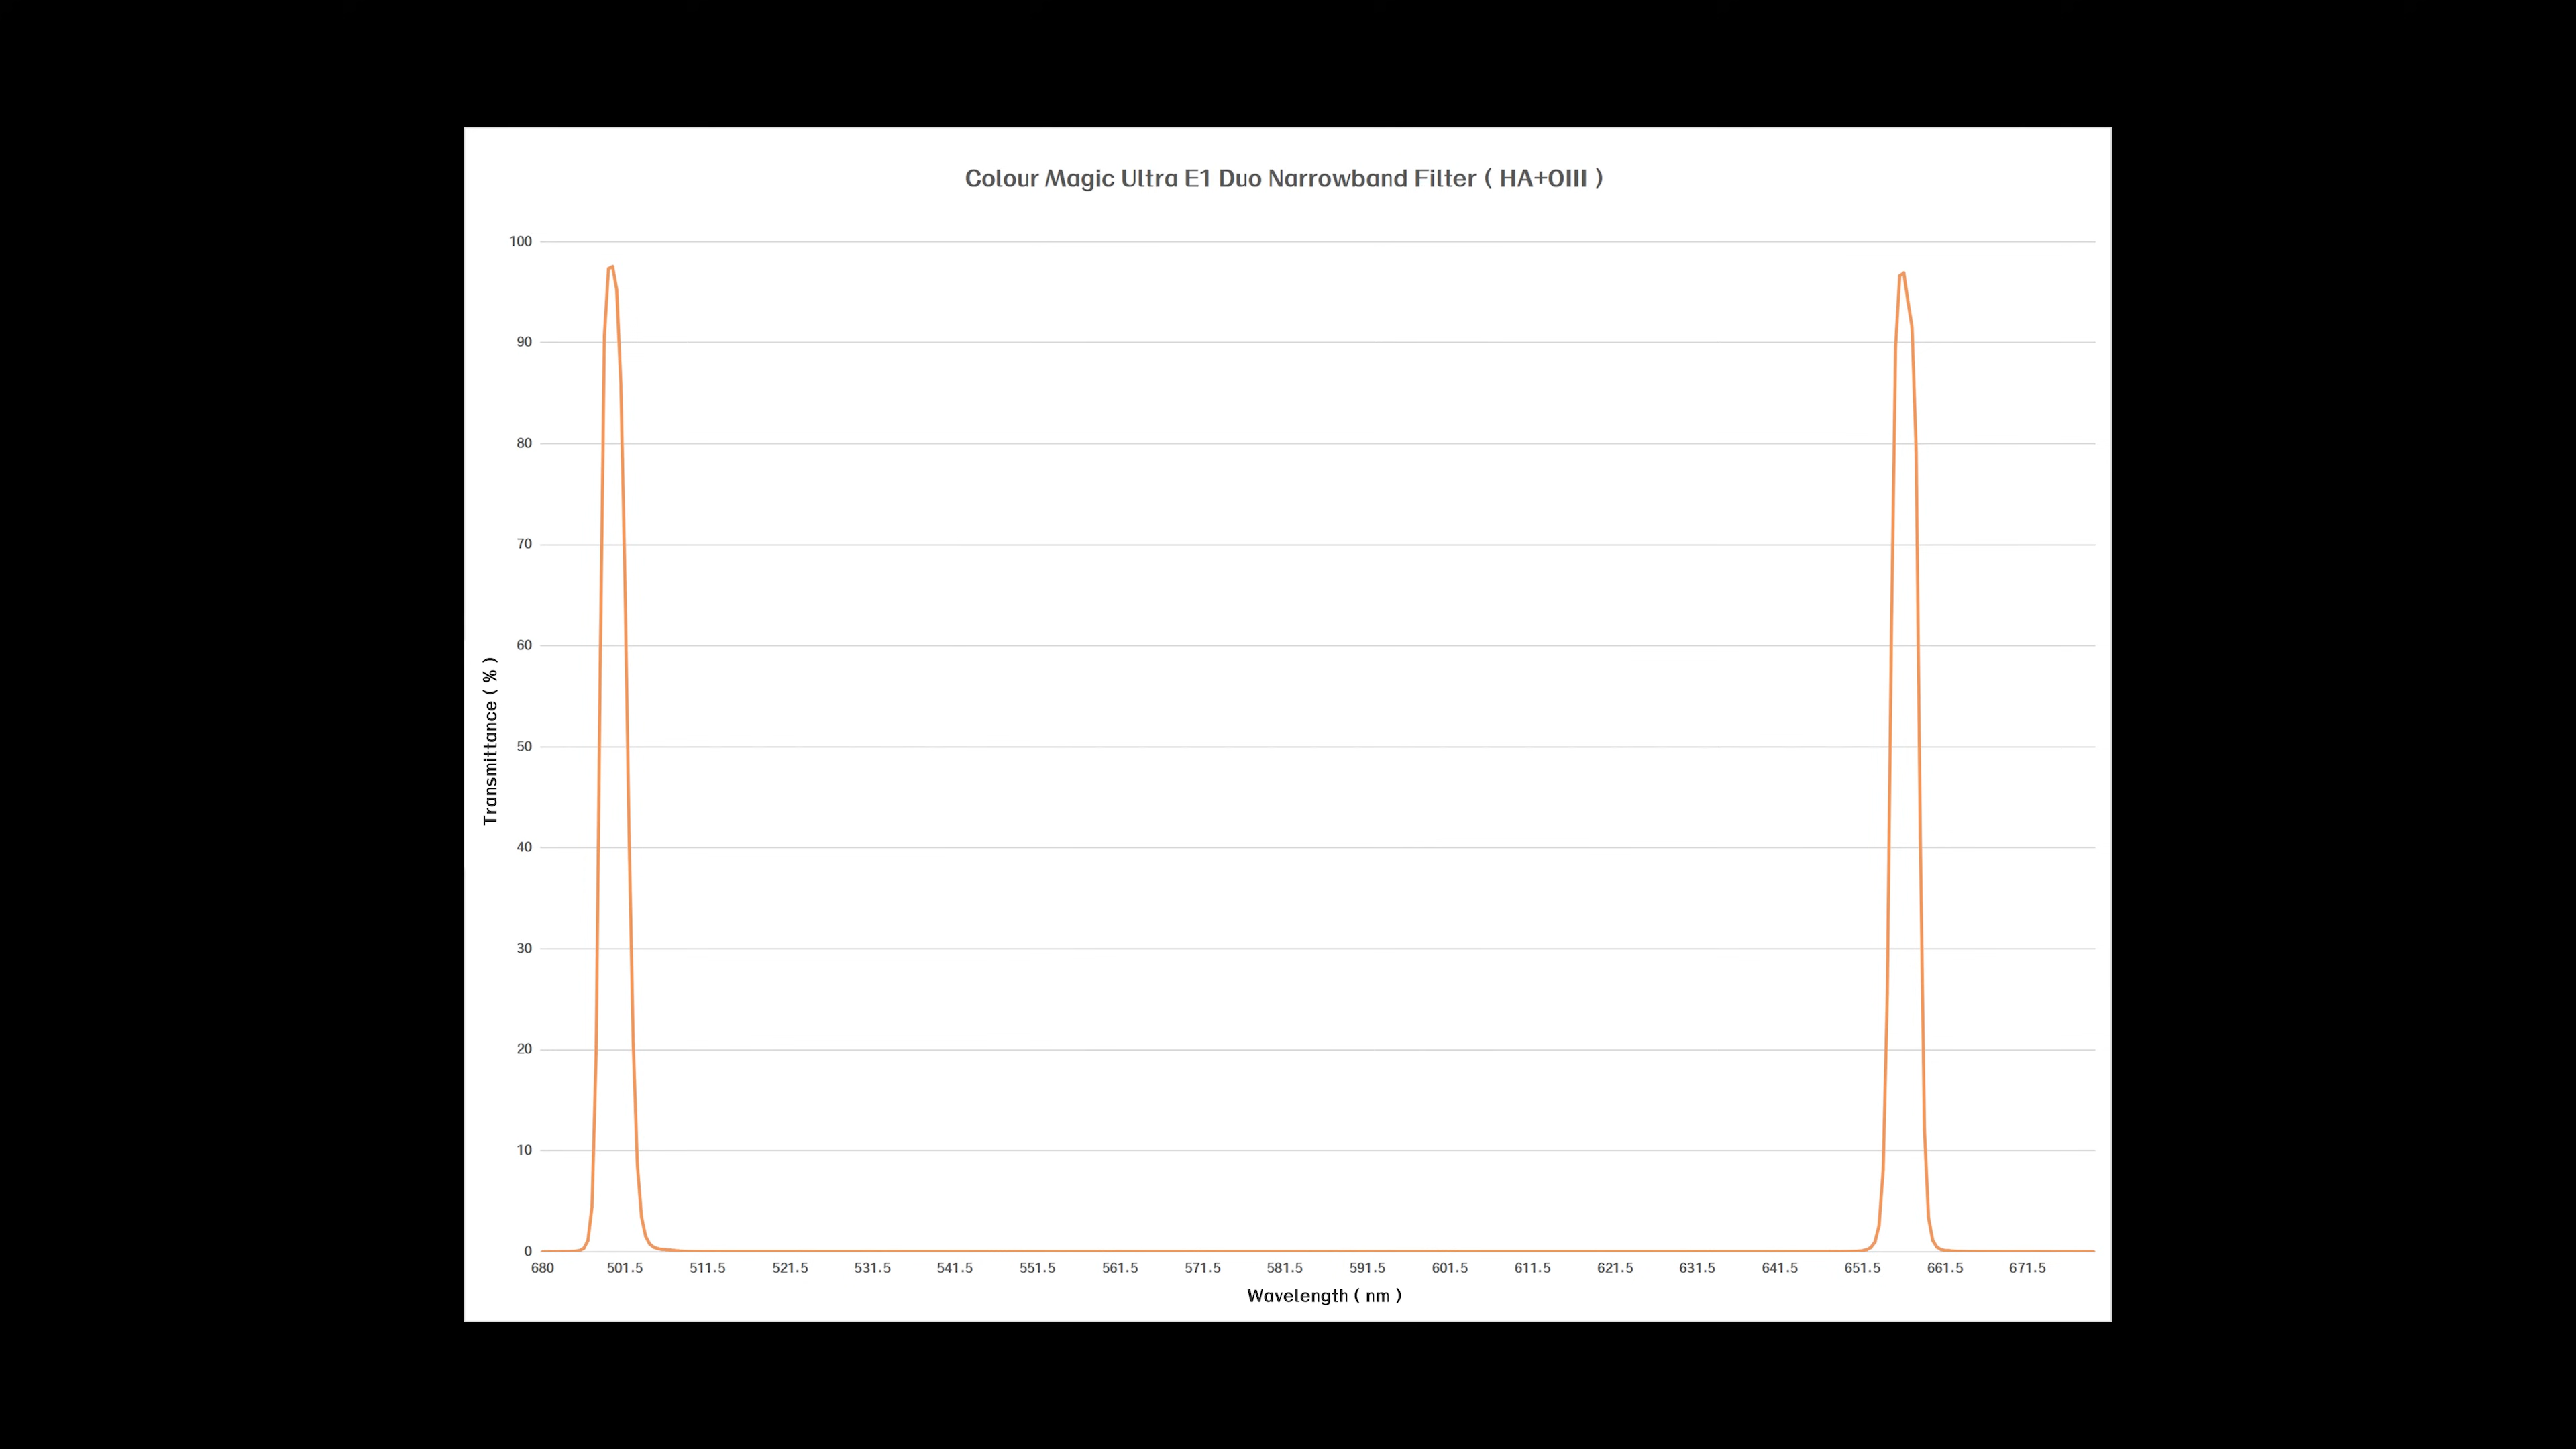 Colour Magic Ultra E1 Duo Narrowband Filter ( HA+OIII )
100
90
80
70
60
50
40
30
20
10
0
Transmittance ( % )
680 501.5 511.5 521.5 531.5 541.5 551.5 561.5 571.5 581.5 591.5 601.5 611.5 621.5 631.5 641.5 651.5 661.5 671.5
Wavelength ( nm )